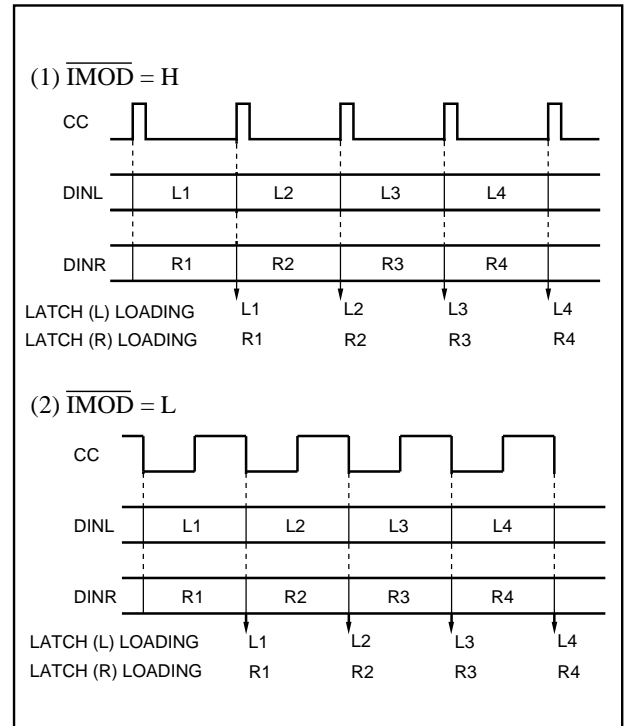 (1) I̅M̅O̅D̅ = H
CC
DINL L1 L2 L3 L4
DINR R1 R2 R3 R4
LATCH (L) LOADING L1 L2 L3 L4
LATCH (R) LOADING R1 R2 R3 R4
(2) I̅M̅O̅D̅ = L
CC
DINL L1 L2 L3 L4
DINR R1 R2 R3 R4
LATCH (L) LOADING L1 L2 L3 L4
LATCH (R) LOADING R1 R2 R3 R4